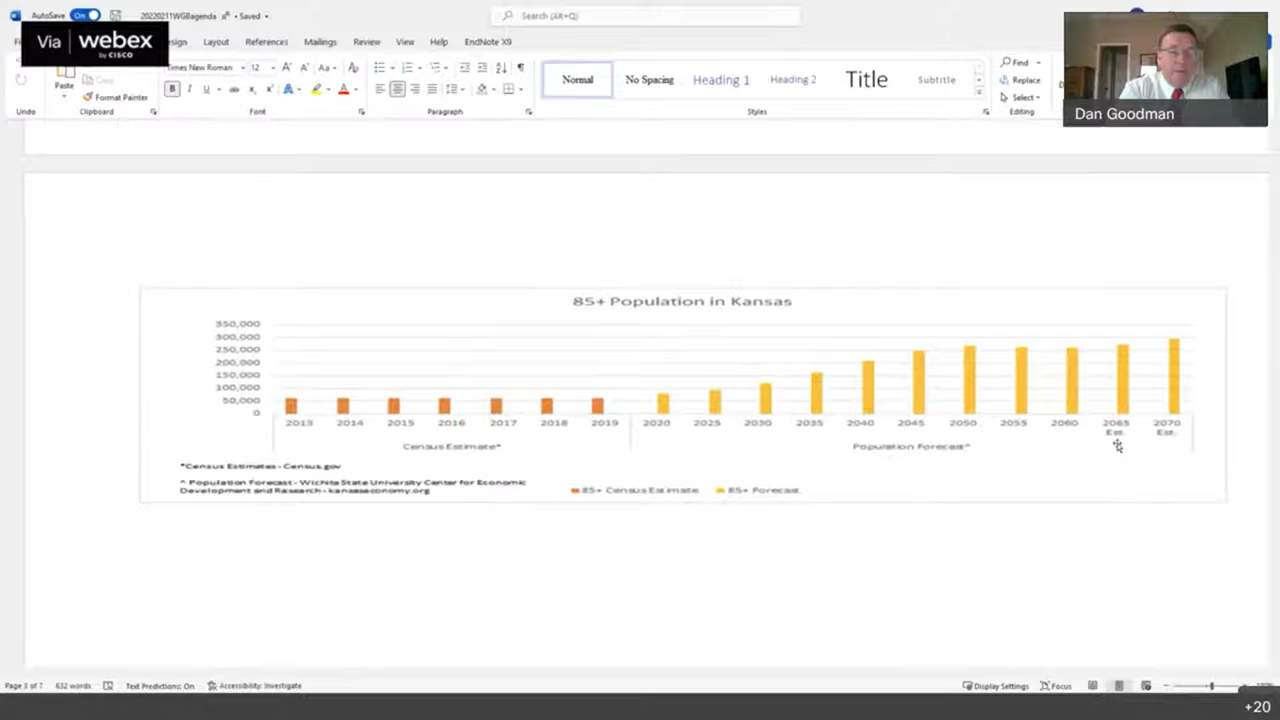 AutoSave On 20220211WGBagenda • Saved Search (Alt+Q)
Via webex by CISCO
Layout References Mailings Review View Help EndNote X9
Paste Format Painter
Times New Roman 12 Aa
Normal No Spacing Heading 1 Heading 2 Title Subtitle
Find
Replace
Select
Undo Clipboard Font Paragraph Styles Editing
Dan Goodman
85+ Population in Kansas
350,000
300,000
250,000
200,000
150,000
100,000
50,000
0
2013 2014 2015 2016 2017 2018 2019 2020 2025 2030 2035 2040 2045 2050 2055 2060 2065 Est. 2070 Est.
Census Estimate* Population Forecast^
*Census Estimates - Census.gov
^ Population Forecast - Wichita State University Center for Economic
Development and Research - kansaseconomy.org
85+ Census Estimate 85+ Forecast
Page 3 of 7 632 words Text Predictions: On Accessibility: Investigate Display Settings Focus
+20